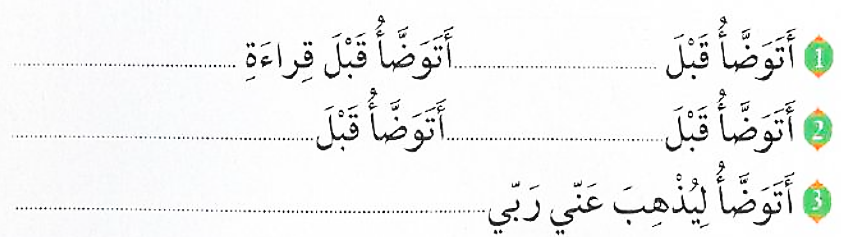 1 أَتَوَضَّأُ قَبْلَ ........................ أَتَوَضَّأُ قَبْلَ قِراءَةِ ........................
2 أَتَوَضَّأُ قَبْلَ ........................ أَتَوَضَّأُ قَبْلَ ........................
3 أَتَوَضَّأُ لِيُذْهِبَ عَنّي رَبّي ........................